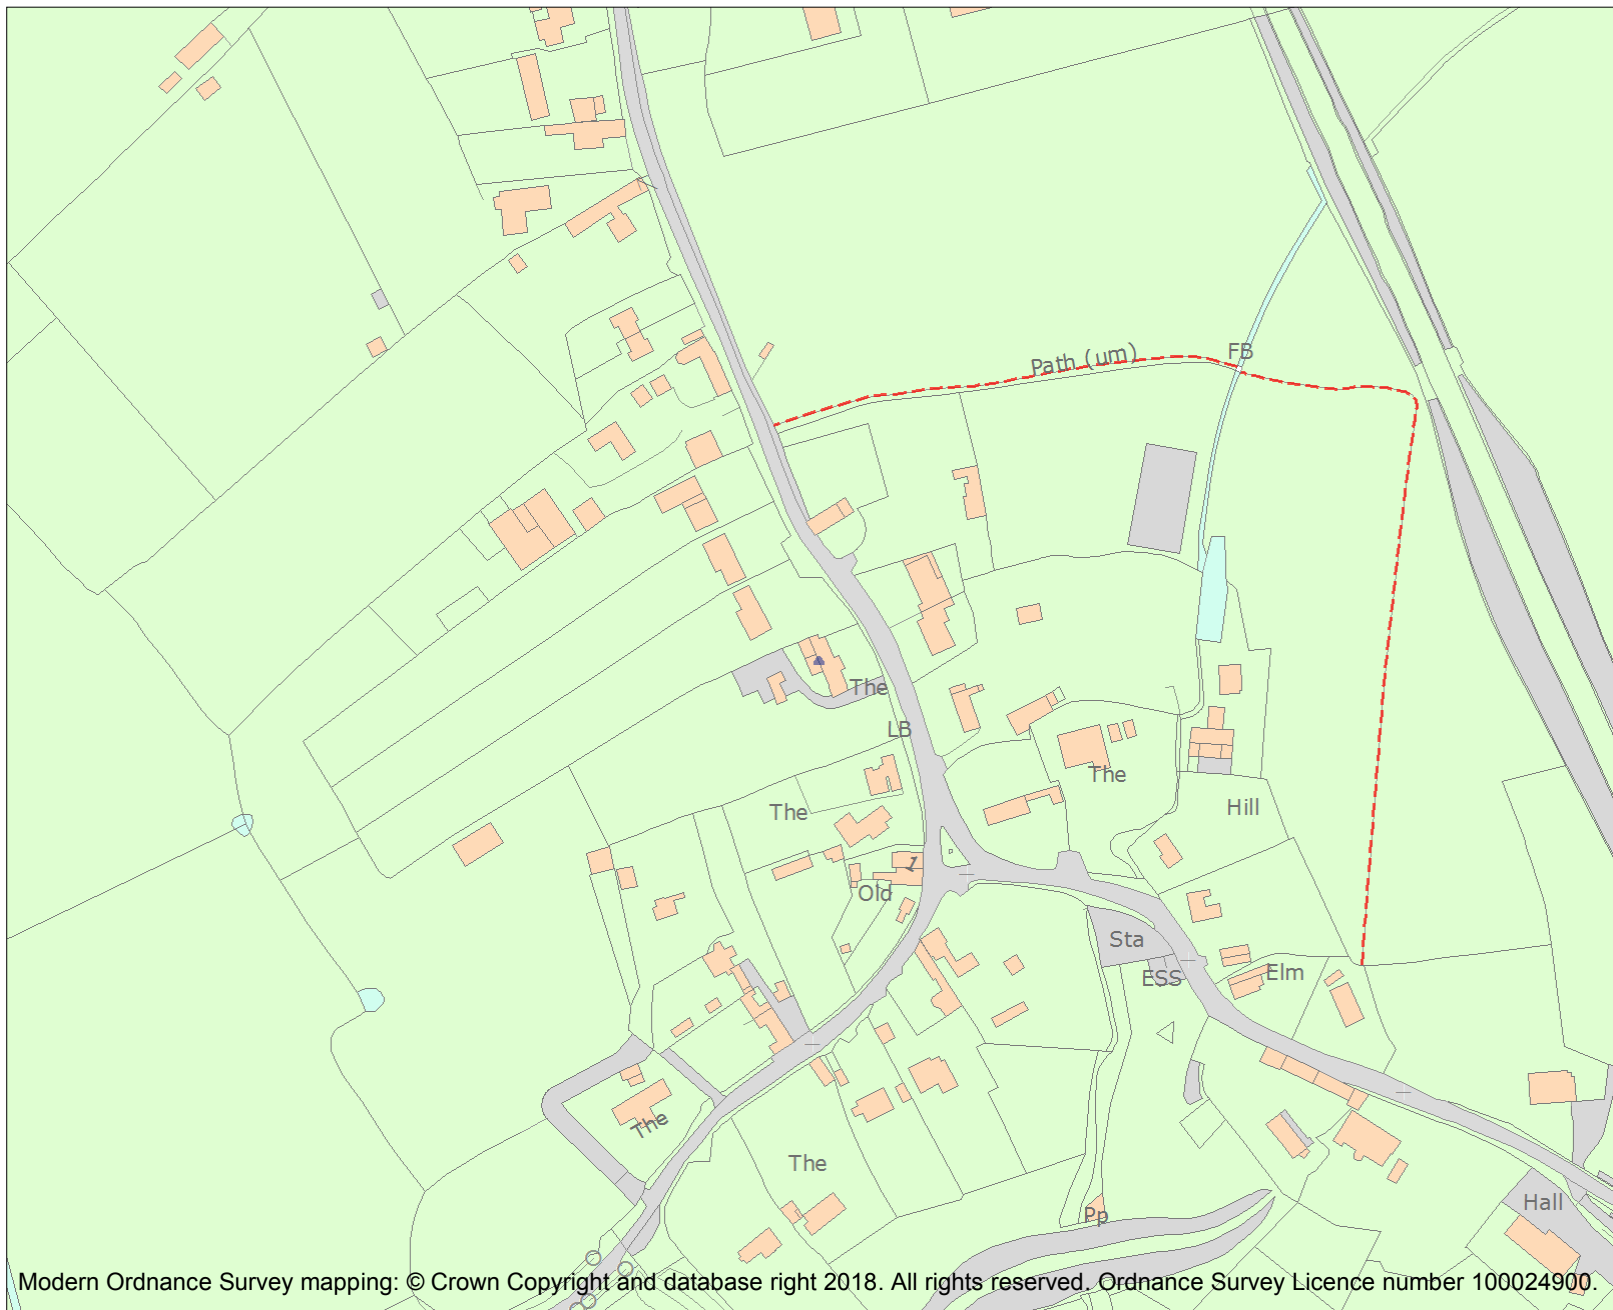 Path (um)
FB
The
LB
The
The
Hill
1
Old
Sta
ESS
Elm
The
The
Pp
Hall
Modern Ordnance Survey mapping: © Crown Copyright and database right 2018. All rights reserved. Ordnance Survey Licence number 100024900.